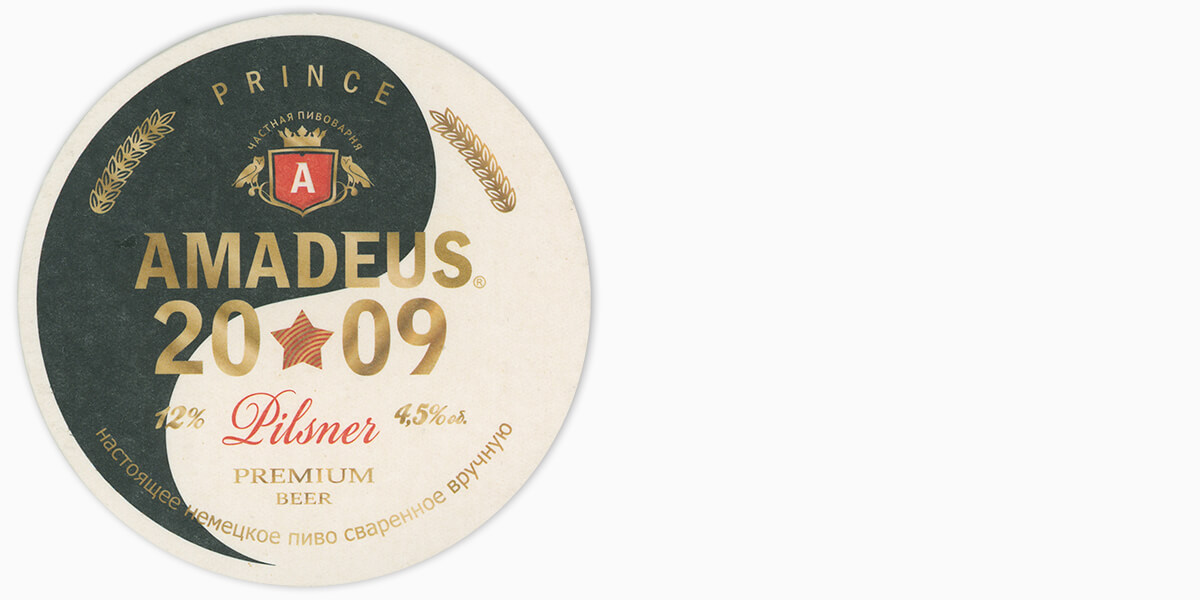 PRINCE
ЧАСТНАЯ ПИВОВАРНЯ
A
AMADEUS®
20 09
12% Pilsner 4,5% об.
PREMIUM
BEER
настоящее немецкое пиво сваренное вручную